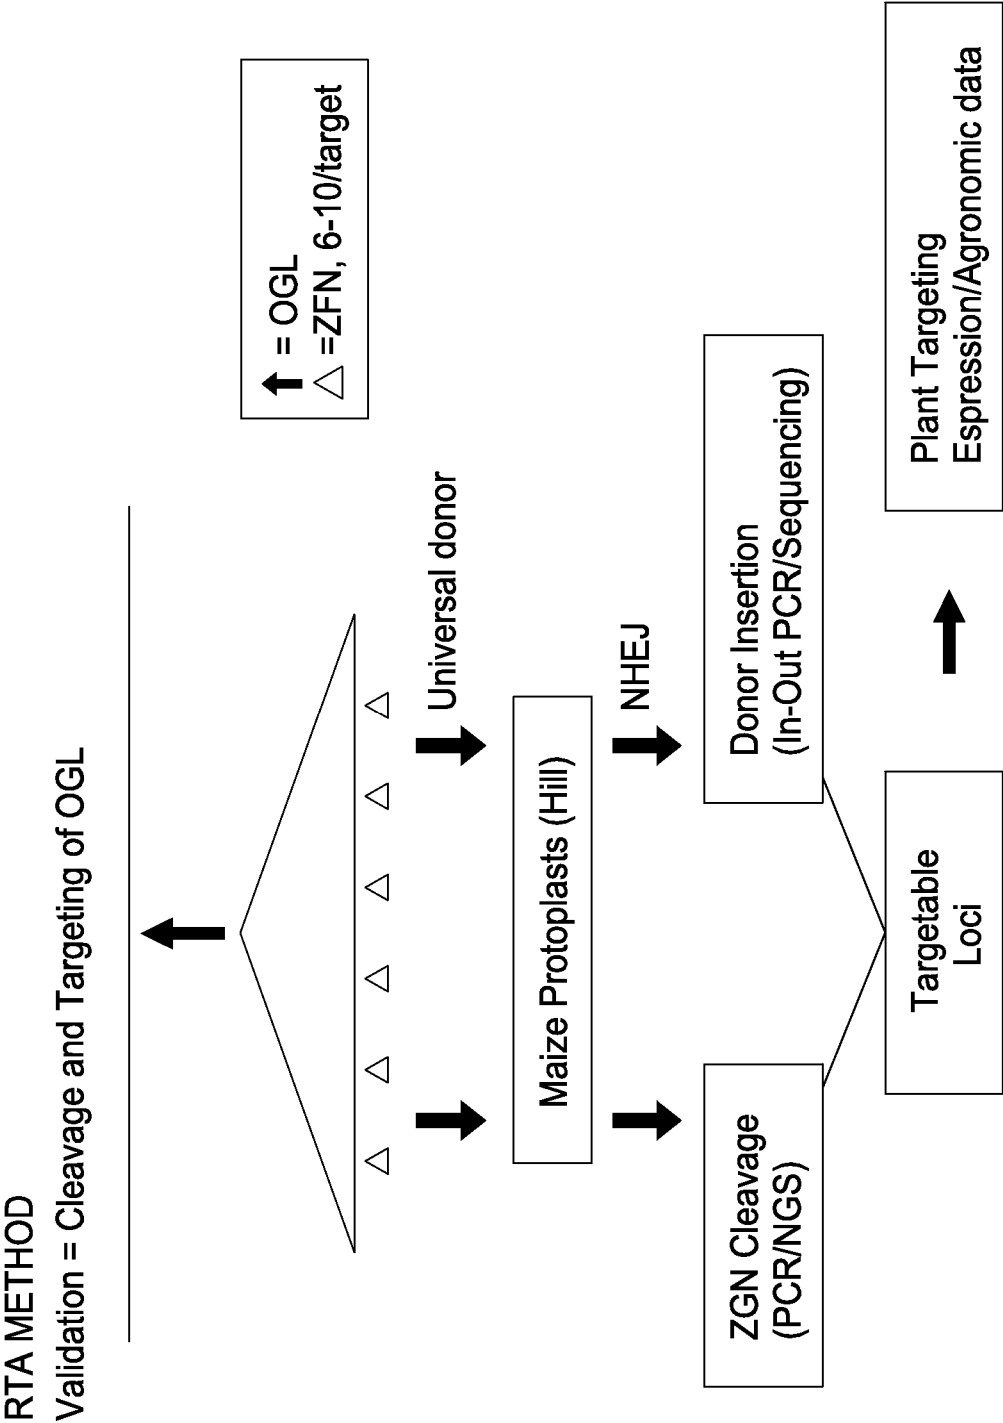 RTA METHOD
Validation = Cleavage and Targeting of OGL
= OGL
=ZFN, 6-10/target
Universal donor
Maize Protoplasts (Hill)
NHEJ
ZGN Cleavage
(PCR/NGS)
Donor Insertion
(In-Out PCR/Sequencing)
Targetable
Loci
Plant Targeting
Espression/Agronomic data